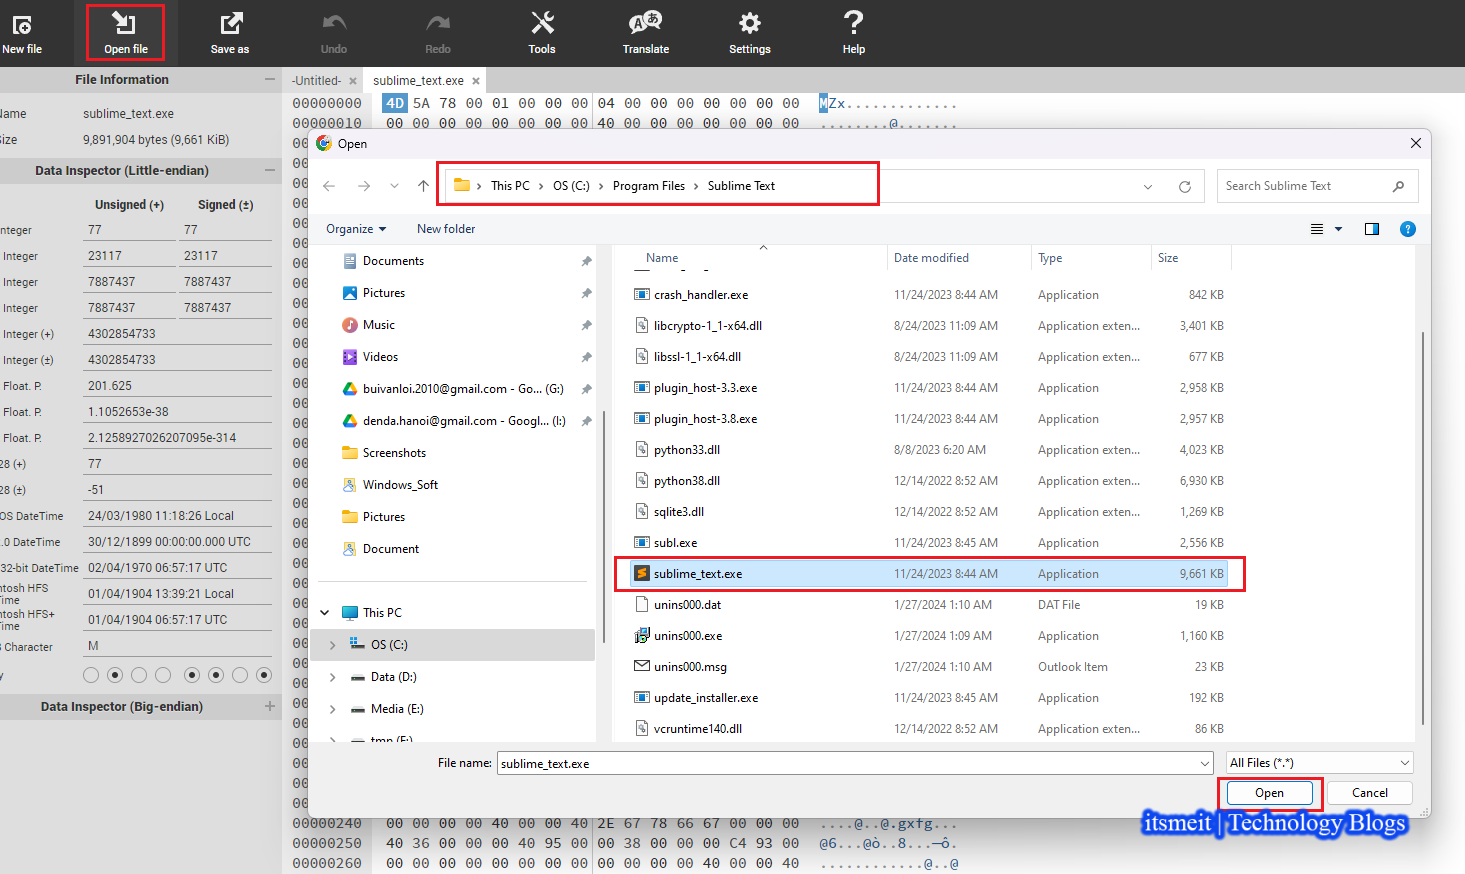 New file Open file Save as Undo Redo Tools Translate Settings Help
File Information
-Untitled- × sublime_text.exe ×
ame sublime_text.exe
ize 9,891,904 bytes (9,661 KiB)
Data Inspector (Little-endian)
Unsigned (+) Signed (±)
nteger 77 77
Integer 23117 23117
Integer 7887437 7887437
Integer 7887437 7887437
Integer (+) 4302854733
Integer (±) 4302854733
Float. P. 201.625
Float. P. 1.1052653e-38
Float. P. 2.1258927026207095e-314
28 (+) 77
28 (±) -51
OS DateTime 24/03/1980 11:18:26 Local
.0 DateTime 30/12/1899 00:00:00.000 UTC
32-bit DateTime 02/04/1970 06:57:17 UTC
ntosh HFS
Time 01/04/1904 13:39:21 Local
ntosh HFS+
Time 01/04/1904 06:57:17 UTC
Character M
y
Data Inspector (Big-endian)
00000000 4D 5A 78 00 01 00 00 00 04 00 00 00 00 00 00 00 MZx.............
00000010 00 00 00 00 00 00 00 00 40 00 00 00 00 00 00 00 ........@.......
Open
This PC > OS (C:) > Program Files > Sublime Text
Search Sublime Text
Organize New folder
Documents
Pictures
Music
Videos
buivanloi.2010@gmail.com - Go... (G:)
denda.hanoi@gmail.com - Googl... (I:)
Screenshots
Windows_Soft
Pictures
Document
This PC
OS (C:)
Data (D:)
Media (E:)
tmp (F:)
Name Date modified Type Size
crash_handler.exe 11/24/2023 8:44 AM Application 842 KB
libcrypto-1_1-x64.dll 8/24/2023 11:09 AM Application exten... 3,401 KB
libssl-1_1-x64.dll 8/24/2023 11:09 AM Application exten... 677 KB
plugin_host-3.3.exe 11/24/2023 8:44 AM Application 2,958 KB
plugin_host-3.8.exe 11/24/2023 8:44 AM Application 2,957 KB
python33.dll 8/8/2023 6:20 AM Application exten... 4,023 KB
python38.dll 12/14/2022 8:52 AM Application exten... 6,930 KB
sqlite3.dll 12/14/2022 8:52 AM Application exten... 1,269 KB
subl.exe 11/24/2023 8:45 AM Application 2,556 KB
sublime_text.exe 11/24/2023 8:44 AM Application 9,661 KB
unins000.dat 1/27/2024 1:10 AM DAT File 19 KB
unins000.exe 1/27/2024 1:09 AM Application 1,160 KB
unins000.msg 1/27/2024 1:10 AM Outlook Item 23 KB
update_installer.exe 11/24/2023 8:45 AM Application 192 KB
vcruntime140.dll 12/14/2022 8:52 AM Application exten... 86 KB
File name: sublime_text.exe All Files (*.*)
Open Cancel
itsmeit | Technology Blogs
00000240 00 00 00 00 40 00 00 40 2E 67 78 66 67 00 00 00 ....@..@.gxfg...
00000250 40 36 00 00 00 40 95 00 00 38 00 00 00 C4 93 00 @6...@ò..8...─ô.
00000260 00 00 00 00 00 00 00 00 00 00 00 00 40 00 00 40 ............@..@